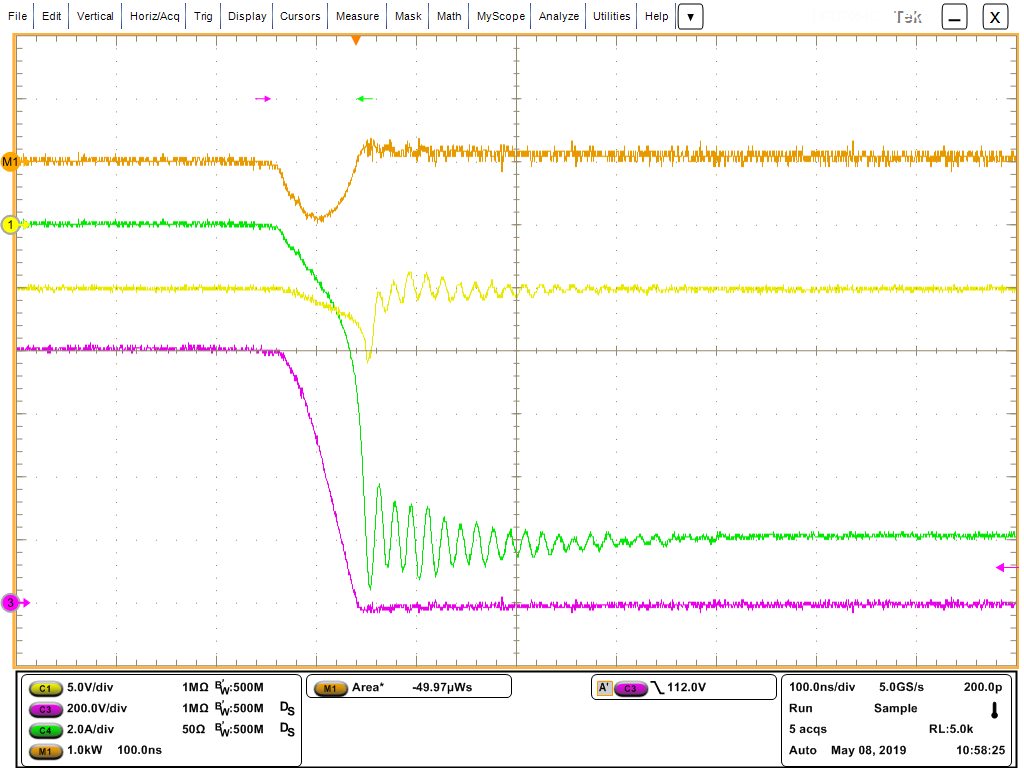 File Edit Vertical Horiz/Acq Trig Display Cursors Measure Mask Math MyScope Analyze Utilities Help ▼ Tek X
M1
1
3
C1 5.0V/div 1MΩ BW:500M
C3 200.0V/div 1MΩ BW:500M DS
C4 2.0A/div 50Ω BW:500M DS
M1 1.0kW 100.0ns
M1 Area* -49.97µWs
A' C3 112.0V
100.0ns/div 5.0GS/s 200.0p
Run Sample
5 acqs RL:5.0k
Auto May 08, 2019 10:58:25